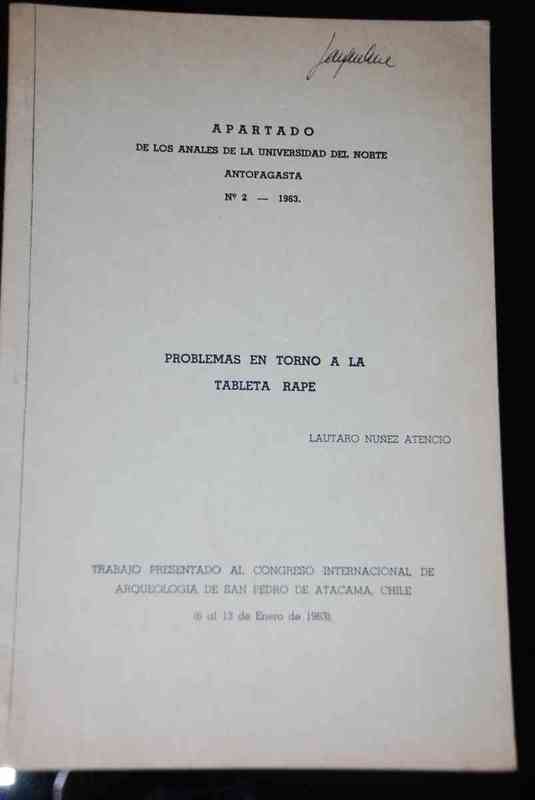 Jacqueline
APARTADO
DE LOS ANALES DE LA UNIVERSIDAD DEL NORTE
ANTOFAGASTA
Nº 2 — 1963.
PROBLEMAS EN TORNO A LA
TABLETA RAPE
LAUTARO NUÑEZ ATENCIO
TRABAJO PRESENTADO AL CONGRESO INTERNACIONAL DE
ARQUEOLOGIA DE SAN PEDRO DE ATACAMA, CHILE
(6 al 13 de Enero de 1963).